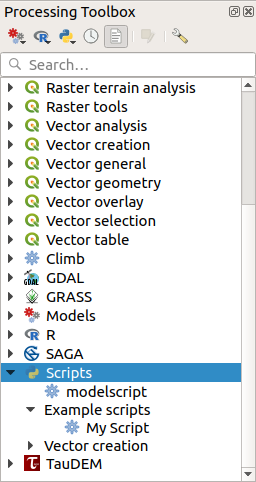 Processing Toolbox
Search...
Raster terrain analysis
Raster tools
Vector analysis
Vector creation
Vector general
Vector geometry
Vector overlay
Vector selection
Vector table
Climb
GDAL
GRASS
Models
R
SAGA
Scripts
modelscript
Example scripts
My Script
Vector creation
TauDEM